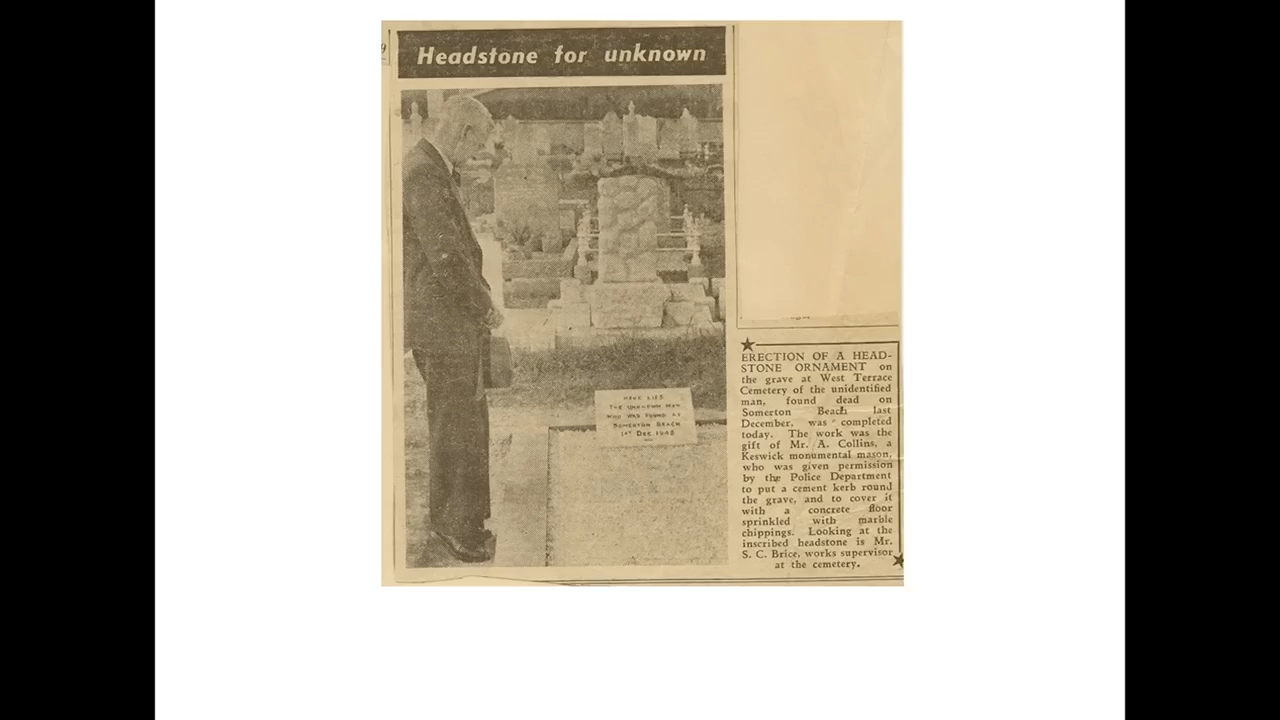 9
Headstone for unknown
HERE LIES
THE UNKNOWN MAN
WHO WAS FOUND AT
SOMERTON BEACH
1ST DEC 1948
ERECTION OF A HEAD-
STONE ORNAMENT on
the grave at West Terrace
Cemetery of the unidentified
man, found dead on
Somerton Beach last
December, was completed
today. The work was the
gift of Mr. A. Collins, a
Keswick monumental mason,
who was given permission
by the Police Department
to put a cement kerb round
the grave, and to cover it
with a concrete floor
sprinkled with marble
chippings. Looking at the
inscribed headstone is Mr.
S. C. Brice, works supervisor
at the cemetery.